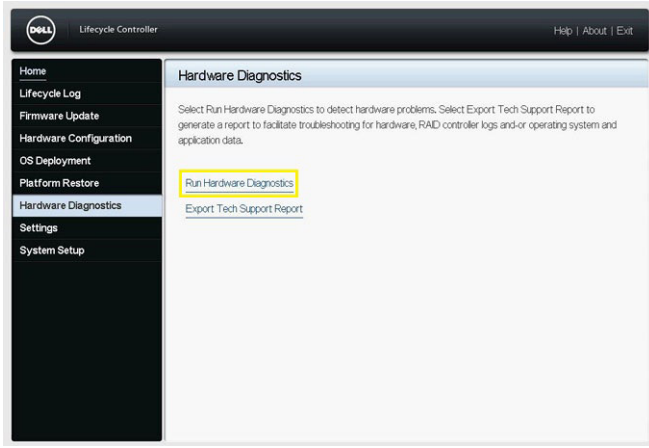 DELL
Lifecycle Controller
Help | About | Exit
Home
Lifecycle Log
Firmware Update
Hardware Configuration
OS Deployment
Platform Restore
Hardware Diagnostics
Settings
System Setup
Hardware Diagnostics
Select Run Hardware Diagnostics to detect hardware problems. Select Export Tech Support Report to
generate a report to facilitate troubleshooting for hardware, RAID controller logs and-or operating system and
application data.
Run Hardware Diagnostics
Export Tech Support Report